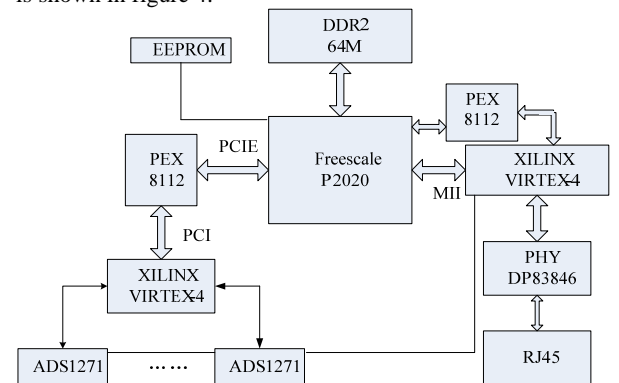 is shown in figure 4.
DDR2
64M
EEPROM
PEX
8112
PCIE
PEX
8112
Freescale
P2020
XILINX
VIRTEX-4
MII
PCI
XILINX
VIRTEX-4
PHY
DP83846
ADS1271
……
ADS1271
RJ45